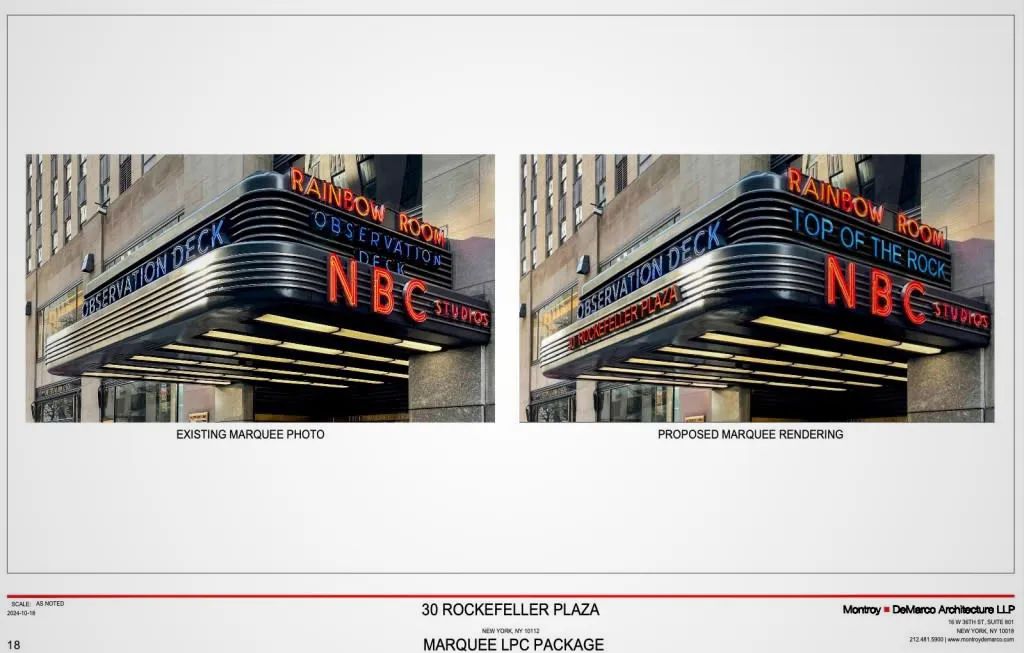 RAINBOW ROOM
OBSERVATION
DECK
OBSERVATION DECK
NBC STUDIOS
EXISTING MARQUEE PHOTO
RAINBOW ROOM
TOP OF THE ROCK
OBSERVATION DECK
30 ROCKEFELLER PLAZA
NBC STUDIOS
PROPOSED MARQUEE RENDERING
SCALE: AS NOTED
2024-10-16
18
30 ROCKEFELLER PLAZA
NEW YORK, NY 10112
MARQUEE LPC PACKAGE
Montroy ■ DeMarco Architecture LLP
16 W 36TH ST, SUITE 801
NEW YORK, NY 10018
212.481.5900 | www.montroydemarco.com